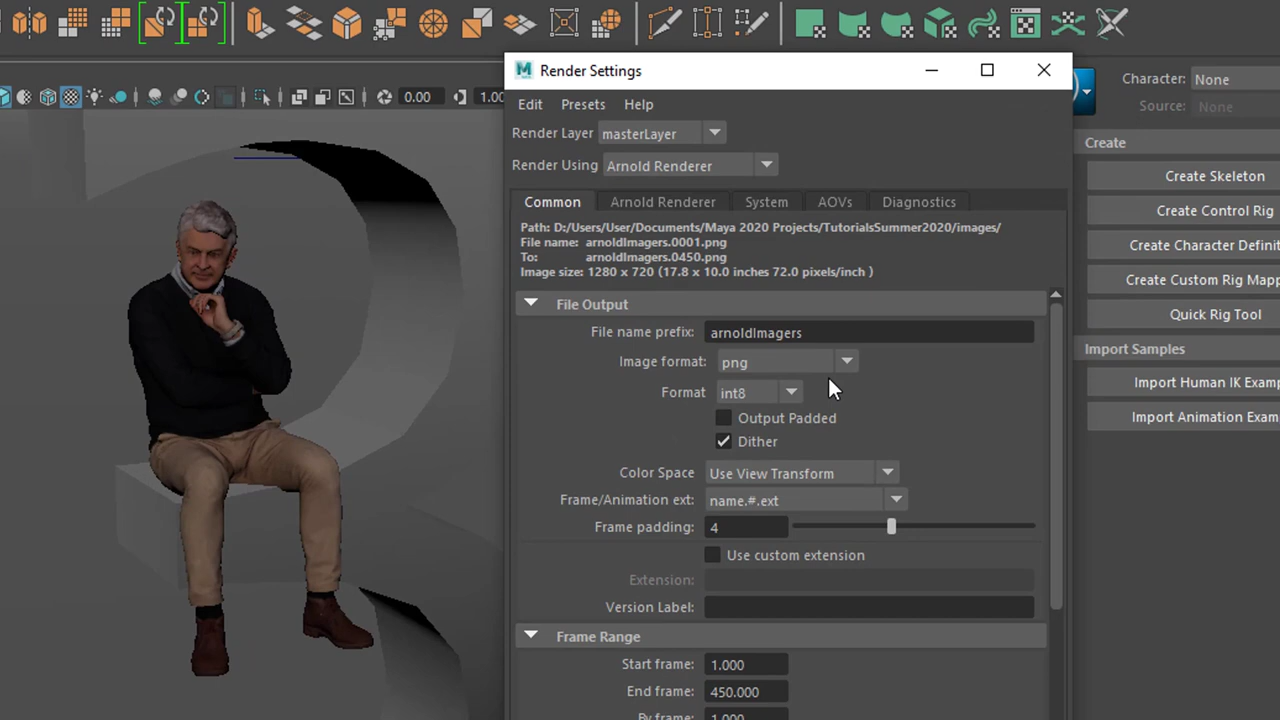 Render Settings
Edit Presets Help
Render Layer masterLayer
Render Using Arnold Renderer
Common Arnold Renderer System AOVs Diagnostics
Path: D:/Users/User/Documents/Maya 2020 Projects/TutorialsSummer2020/images/
File name: arnoldImagers.0001.png
To: arnoldImagers.0450.png
Image size: 1280 x 720 (17.8 x 10.0 inches 72.0 pixels/inch )
File Output
File name prefix: arnoldImagers
Image format: png
Format int8
Output Padded
Dither
Color Space Use View Transform
Frame/Animation ext: name.#.ext
Frame padding: 4
Use custom extension
Extension:
Version Label:
Frame Range
Start frame: 1.000
End frame: 450.000
By frame: 1.000
0.00 1.00
Character: None
Source: None
Create
Create Skeleton
Create Control Rig
Create Character Definit
Create Custom Rig Mapp
Quick Rig Tool
Import Samples
Import Human IK Examp
Import Animation Exam